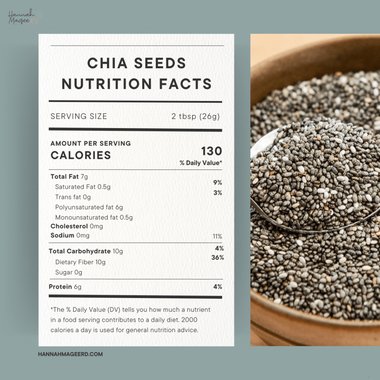 Hannah
Magee
CHIA SEEDS
NUTRITION FACTS
SERVING SIZE 2 tbsp (26g)
AMOUNT PER SERVING
CALORIES 130
% Daily Value*
Total Fat 7g 9%
Saturated Fat 0.5g 3%
Trans fat 0g
Polyunsaturated fat 6g
Monounsaturated fat 0.5g
Cholesterol 0mg
Sodium 0mg 11%
Total Carbohydrate 10g 4%
Dietary Fiber 10g 36%
Sugar 0g
Protein 6g 4%
*The % Daily Value (DV) tells you how much a nutrient
in a food serving contributes to a daily diet. 2000
calories a day is used for general nutrition advice.
HANNAHMAGEERD.COM